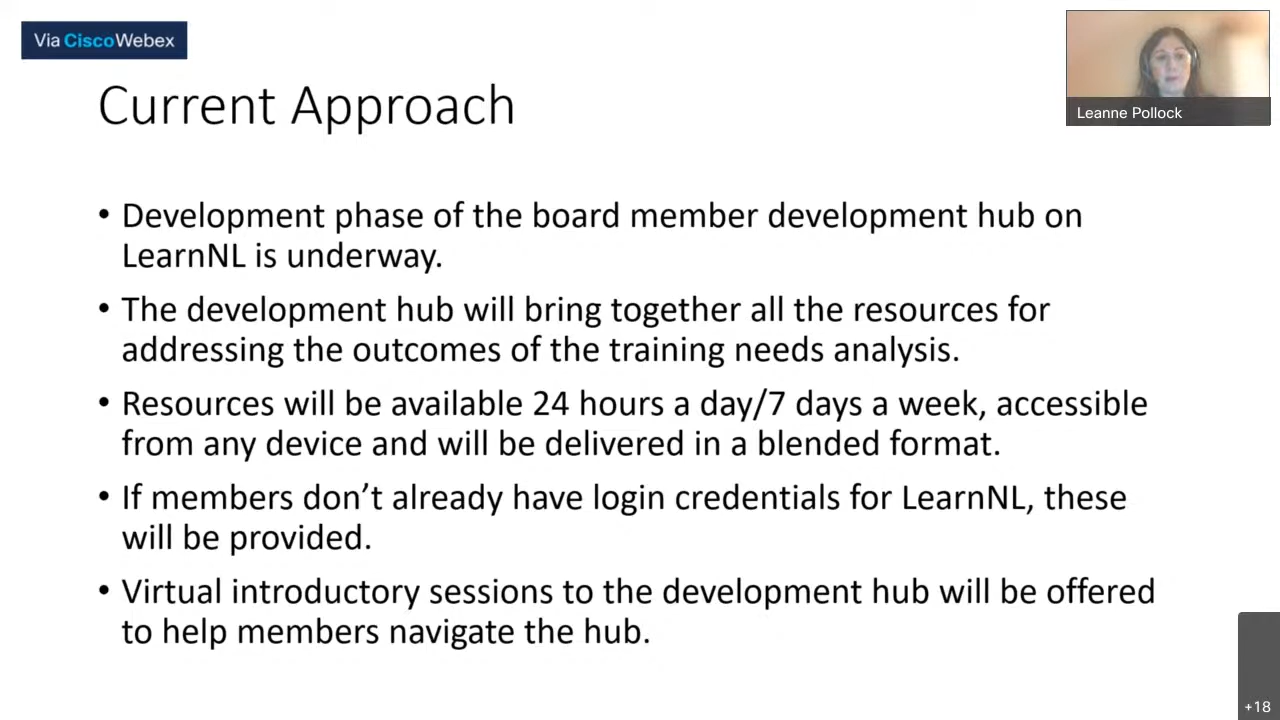 Via CiscoWebex
Leanne Pollock
Current Approach
• Development phase of the board member development hub on
LearnNL is underway.
• The development hub will bring together all the resources for
addressing the outcomes of the training needs analysis.
• Resources will be available 24 hours a day/7 days a week, accessible
from any device and will be delivered in a blended format.
• If members don’t already have login credentials for LearnNL, these
will be provided.
• Virtual introductory sessions to the development hub will be offered
to help members navigate the hub.
+18